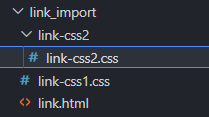 link_import
link-css2
# link-css2.css
# link-css1.css
<> link.html